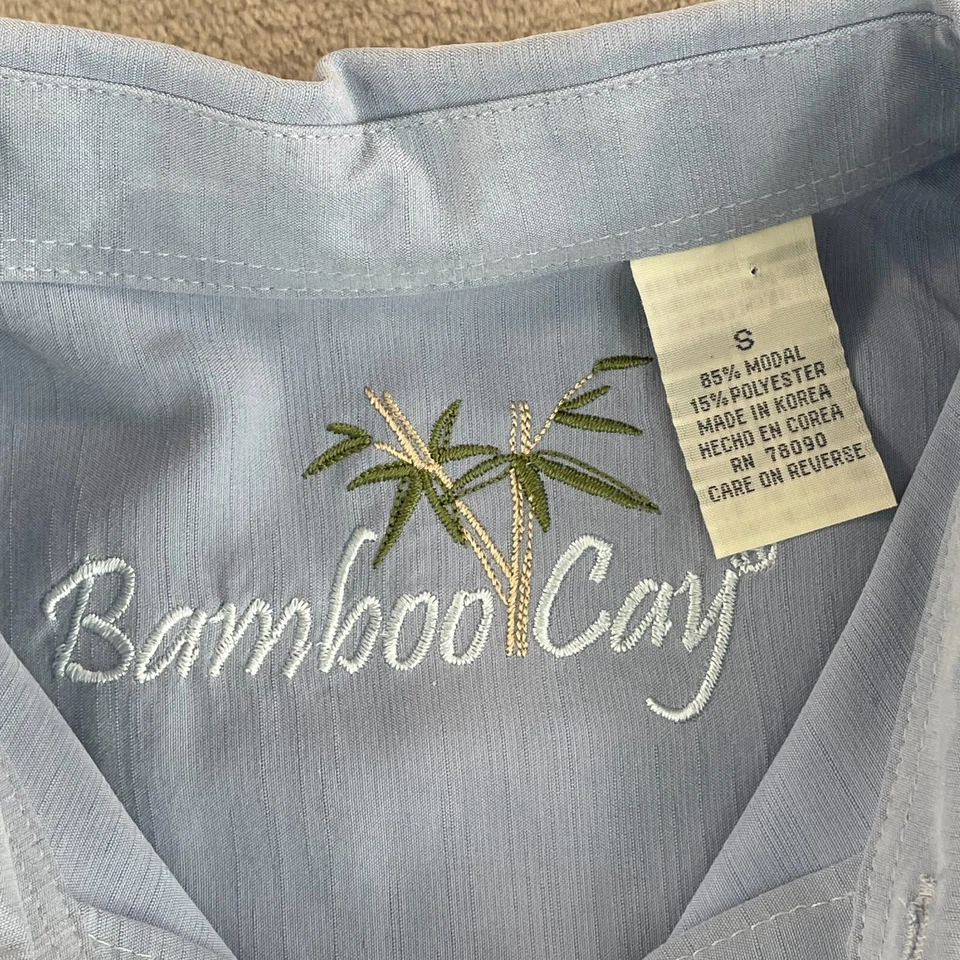 S
85% MODAL
15% POLYESTER
MADE IN KOREA
HECHO EN COREA
RN 78090
CARE ON REVERSE
Bamboo Cay®